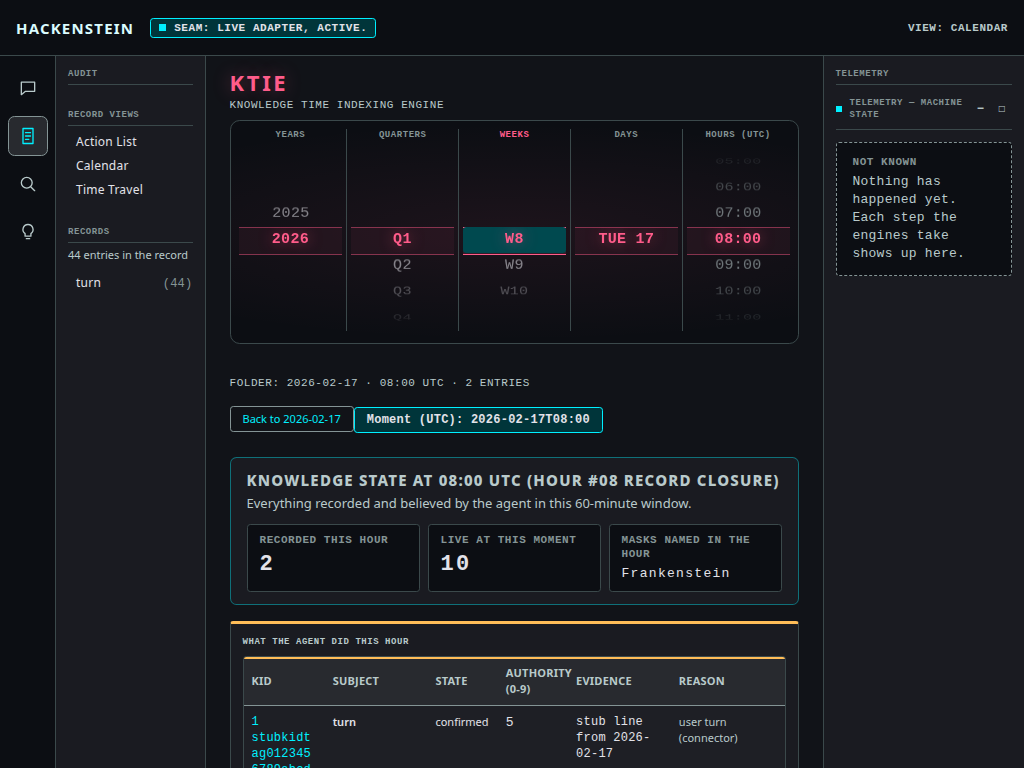 HACKENSTEIN
SEAM: LIVE ADAPTER, ACTIVE.
VIEW: CALENDAR
AUDIT
RECORD VIEWS
Action List
Calendar
Time Travel
RECORDS
44 entries in the record
turn (44)
KTIE
KNOWLEDGE TIME INDEXING ENGINE
YEARS QUARTERS WEEKS DAYS HOURS (UTC)
05:00
06:00
2025 07:00
2026 Q1 W8 TUE 17 08:00
Q2 W9 09:00
Q3 W10 10:00
Q4 11:00
FOLDER: 2026-02-17 · 08:00 UTC · 2 ENTRIES
Back to 2026-02-17 Moment (UTC): 2026-02-17T08:00
KNOWLEDGE STATE AT 08:00 UTC (HOUR #08 RECORD CLOSURE)
Everything recorded and believed by the agent in this 60-minute window.
RECORDED THIS HOUR
2
LIVE AT THIS MOMENT
10
MASKS NAMED IN THE
HOUR
Frankenstein
WHAT THE AGENT DID THIS HOUR
KID SUBJECT STATE AUTHORITY (0-9) EVIDENCE REASON
1 turn confirmed 5 stub line user turn
stubkidt from 2026- (connector)
ag012345 02-17
TELEMETRY
TELEMETRY — MACHINE
STATE
NOT KNOWN
Nothing has
happened yet.
Each step the
engines take
shows up here.